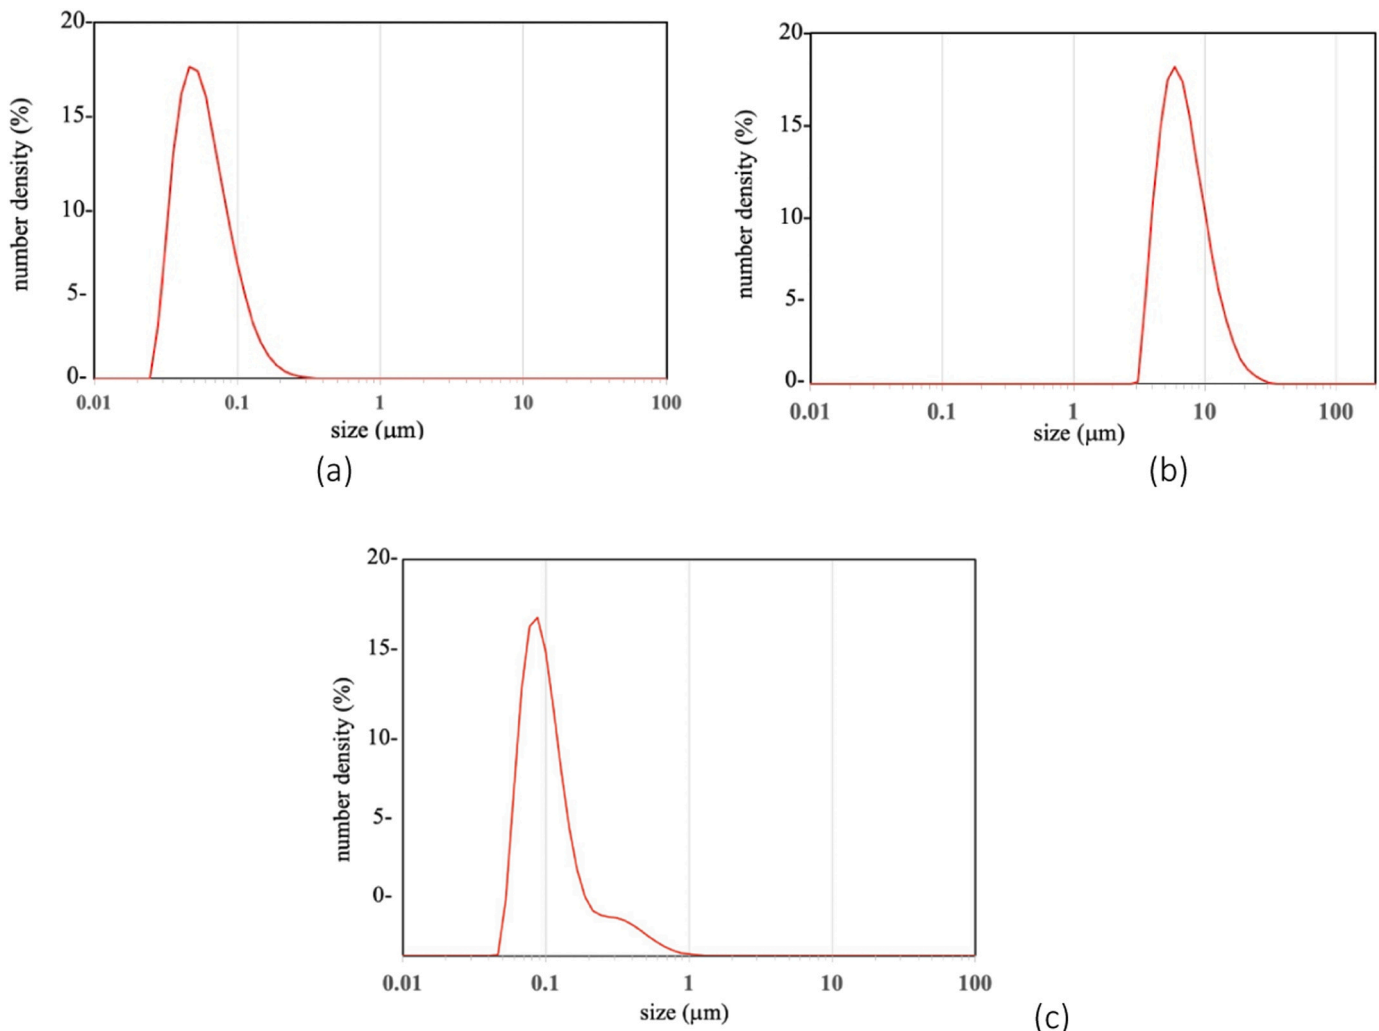 20-
15-
10-
5-
0-
number density (%)
0.01 0.1 1 10 100
size (μm)
(a)
20-
15-
10-
5-
0-
number density (%)
0.01 0.1 1 10 100
size (μm)
(b)
20-
15-
10-
5-
0-
number density (%)
0.01 0.1 1 10 100
size (μm)
(c)